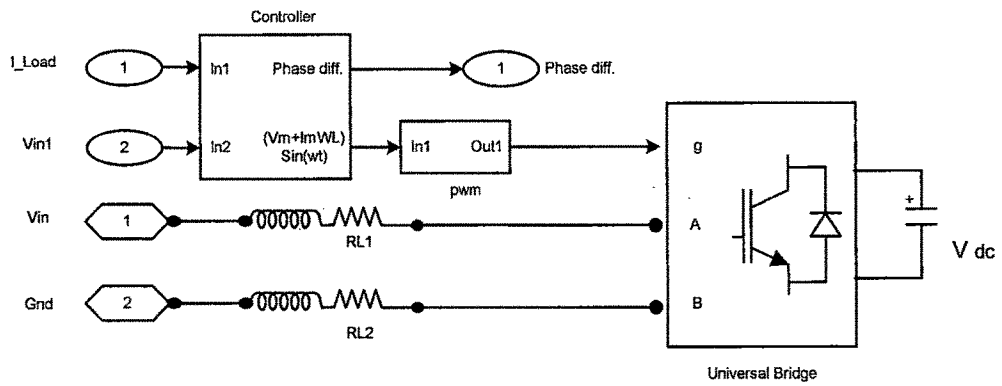 Controller
I_Load
1
In1
Phase diff.
1
Phase diff.
Vin1
2
In2
(Vm+ImWL)
Sin(wt)
In1
Out1
pwm
g
Vin
1
RL1
A
+
V dc
Gnd
2
RL2
B
Universal Bridge